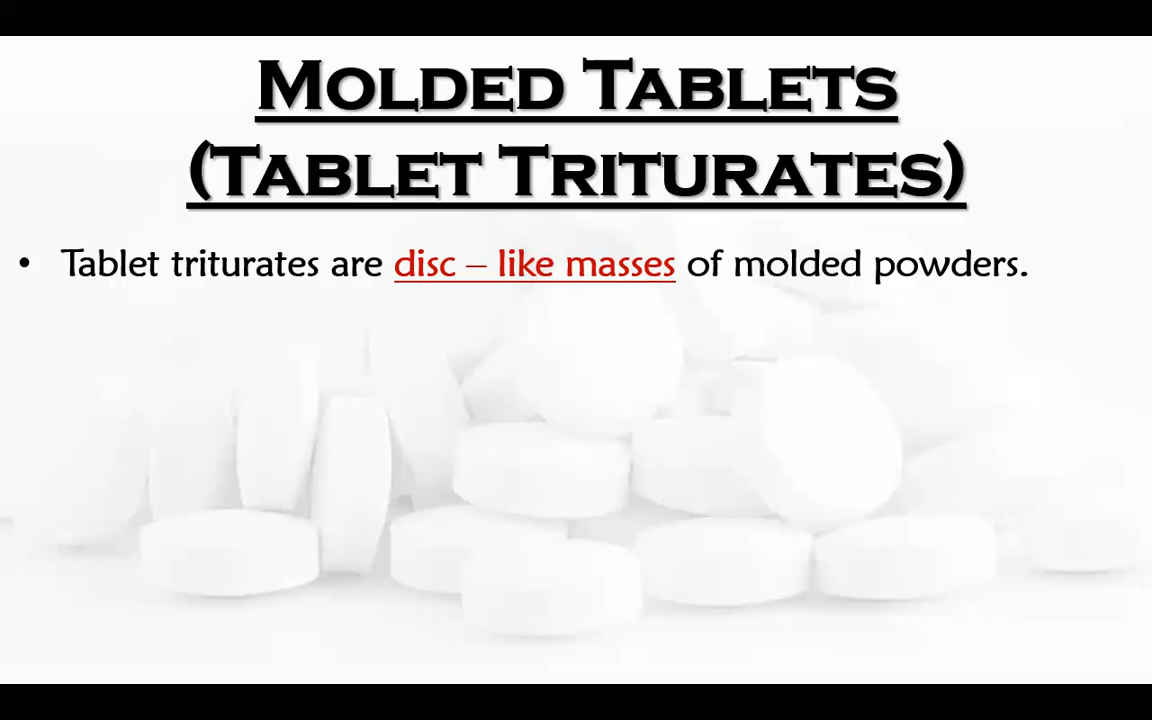 MOLDED TABLETS
(TABLET TRITURATES)
• Tablet triturates are disc – like masses of molded powders.